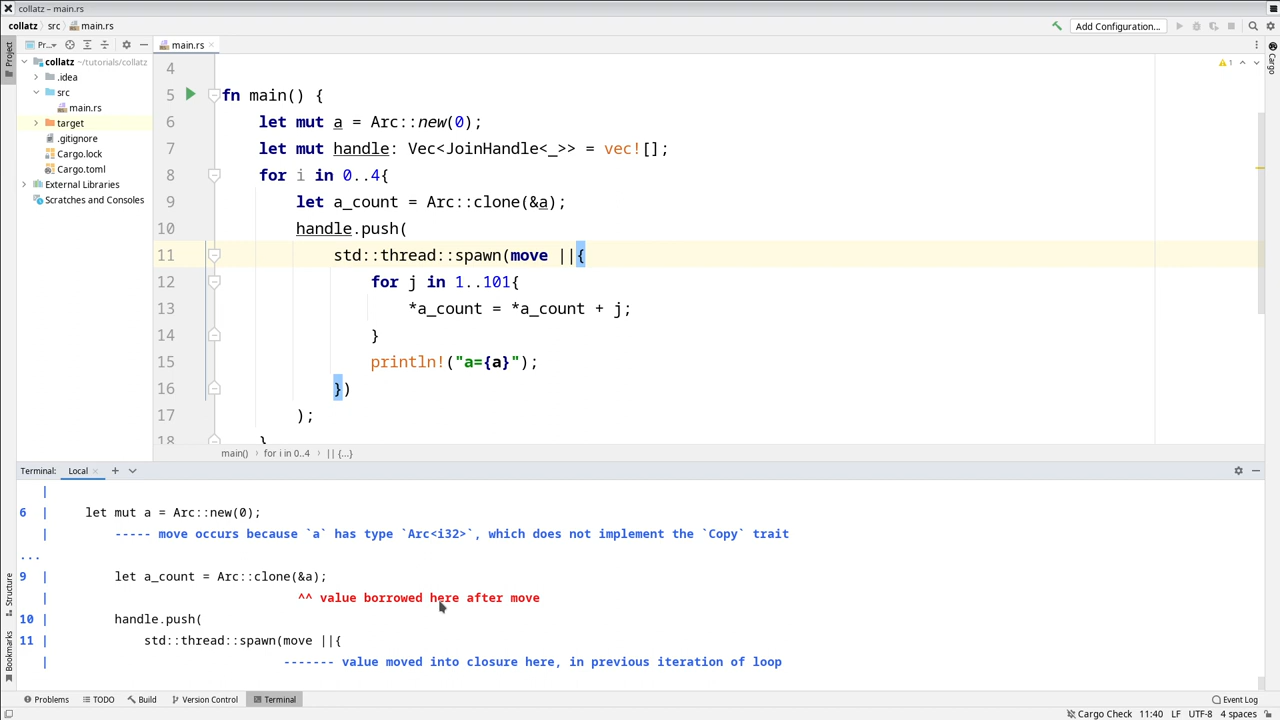 collatz – main.rs
collatz src main.rs
Add Configuration...
Project
Pr...
main.rs
Cargo
collatz ~/tutorials/collatz
.idea
src
main.rs
target
.gitignore
Cargo.lock
Cargo.toml
External Libraries
Scratches and Consoles
1
4
5 fn main() {
6 let mut a = Arc::new(0);
7 let mut handle: Vec<JoinHandle<_>> = vec![];
8 for i in 0..4{
9 let a_count = Arc::clone(&a);
10 handle.push(
11 std::thread::spawn(move ||{
12 for j in 1..101{
13 *a_count = *a_count + j;
14 }
15 println!("a={a}");
16 })
17 );
18 }
main() for i in 0..4 || {...}
Terminal: Local
|
6 | let mut a = Arc::new(0);
| ----- move occurs because `a` has type `Arc<i32>`, which does not implement the `Copy` trait
...
9 | let a_count = Arc::clone(&a);
| ^^ value borrowed here after move
10 | handle.push(
11 | std::thread::spawn(move ||{
| ------- value moved into closure here, in previous iteration of loop
Structure
Bookmarks
Problems TODO Build Version Control Terminal Event Log
Cargo Check 11:40 LF UTF-8 4 spaces